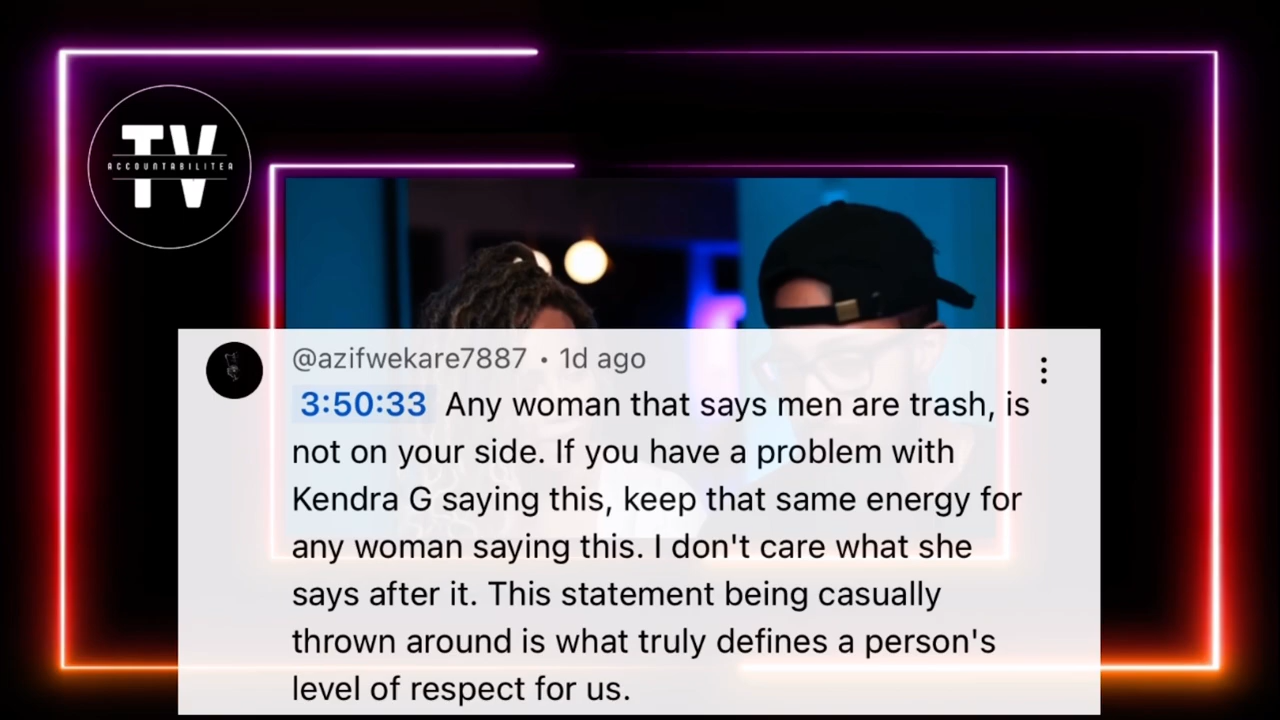 TV
ACCOUNTABILITEA
@azifwekare7887 • 1d ago
3:50:33 Any woman that says men are trash, is
not on your side. If you have a problem with
Kendra G saying this, keep that same energy for
any woman saying this. I don't care what she
says after it. This statement being casually
thrown around is what truly defines a person's
level of respect for us.